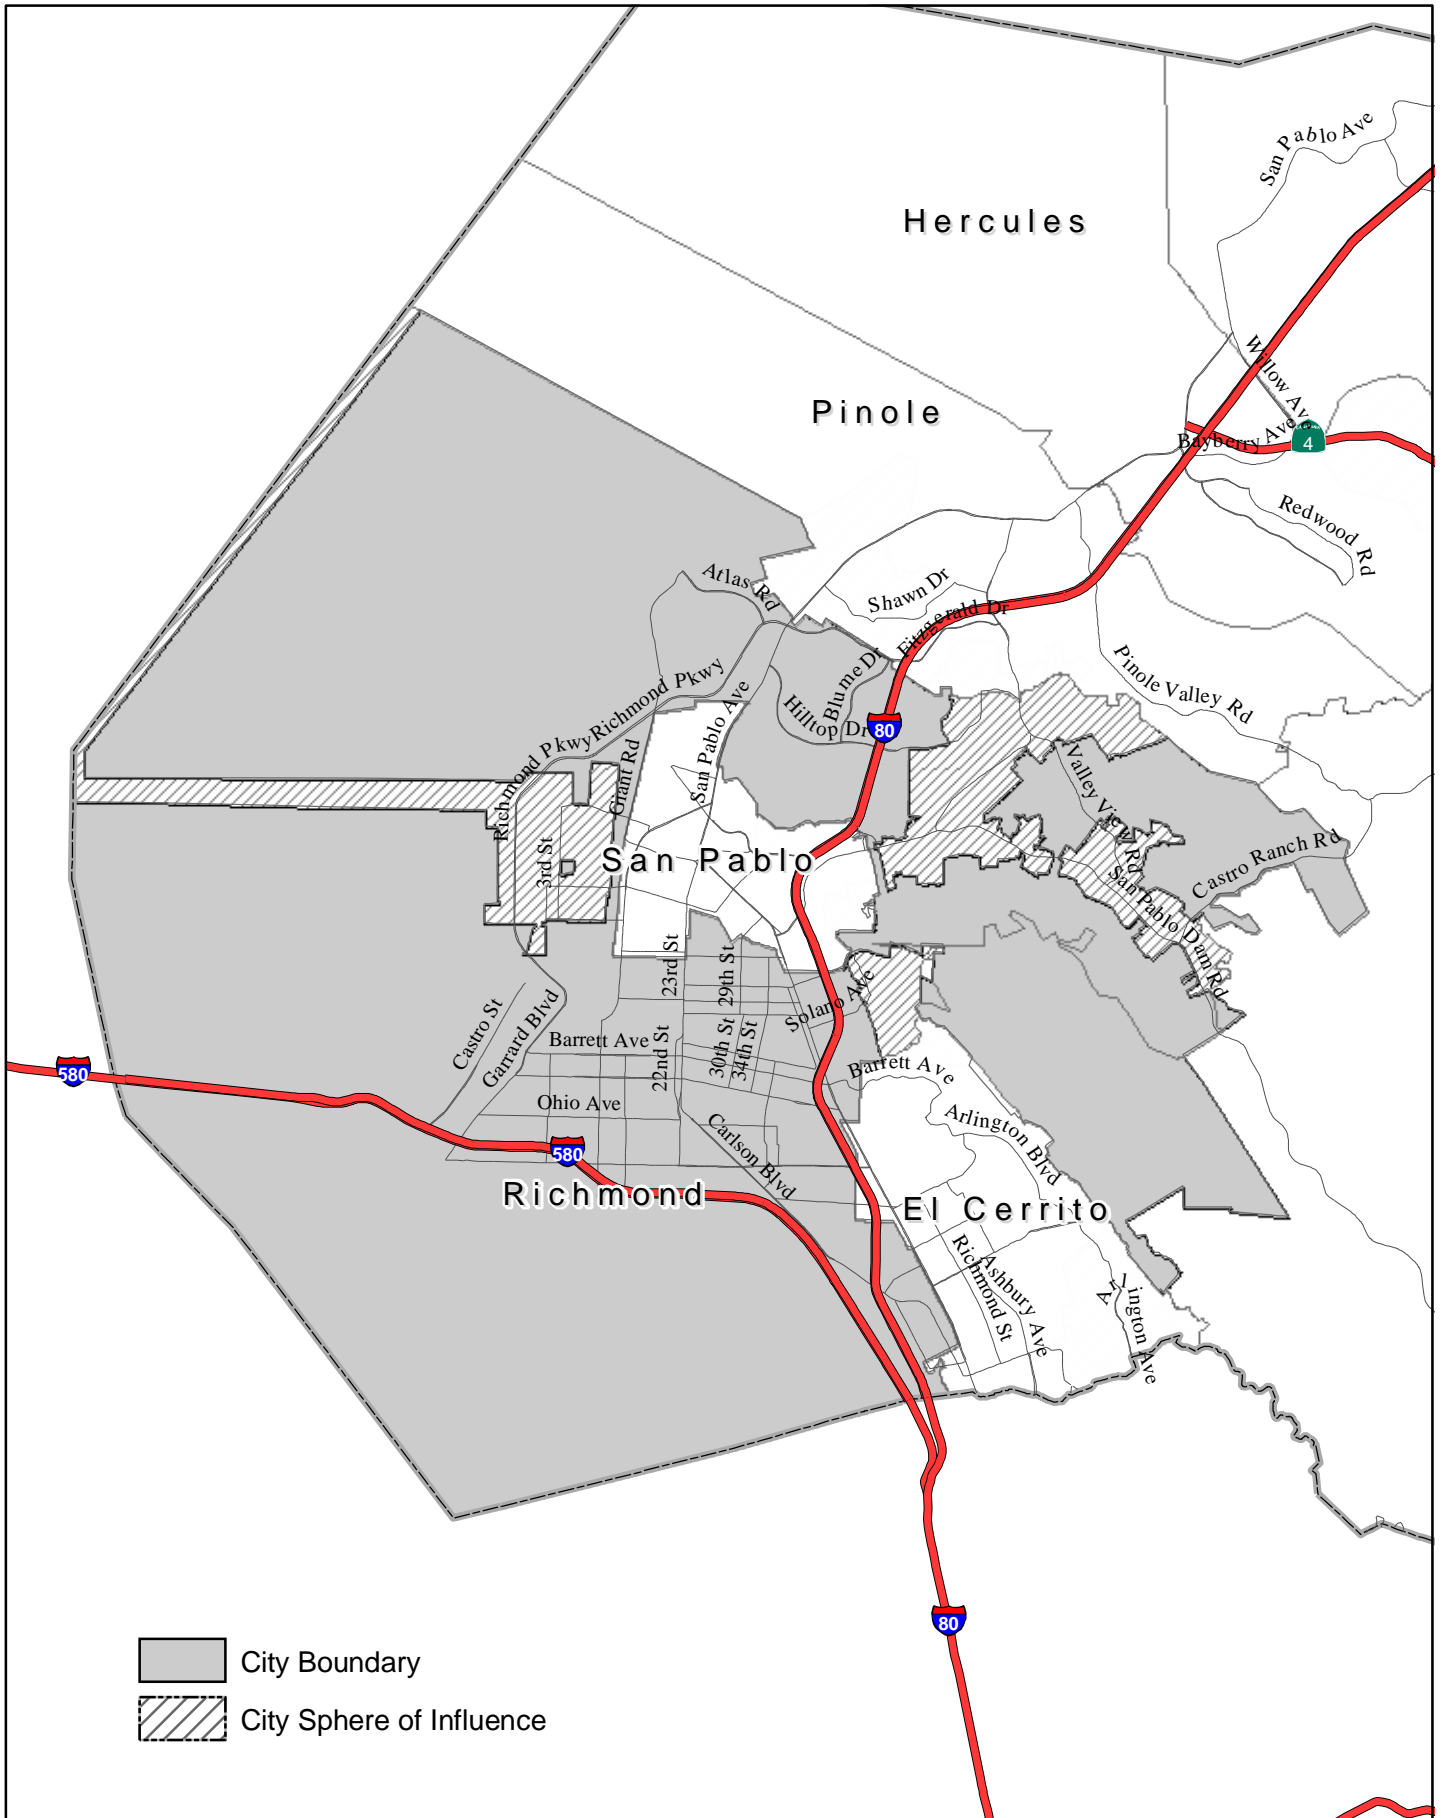 San Pablo Ave
Hercules
Willow Ave
Pinole
Bayberry Ave
4
Redwood Rd
Atlas Rd
Shawn Dr
Fitzgerald Dr
Blume Dr
Pinole Valley Rd
Richmond Pkwy
Richmond Pkwy
San Pablo Ave
Hilltop Dr
80
Giant Rd
Valley View Rd
3rd St
San Pablo
Castro Ranch Rd
San Pablo Dam Rd
23rd St
29th St
Solano Ave
Castro St
Garrard Blvd
Barrett Ave
22nd St
30th St
34th St
Barrett Ave
580
Ohio Ave
Carlson Blvd
Arlington Blvd
580
Richmond
El Cerrito
Richmond St
Ashbury Ave
Arlington Ave
80
City Boundary
City Sphere of Influence